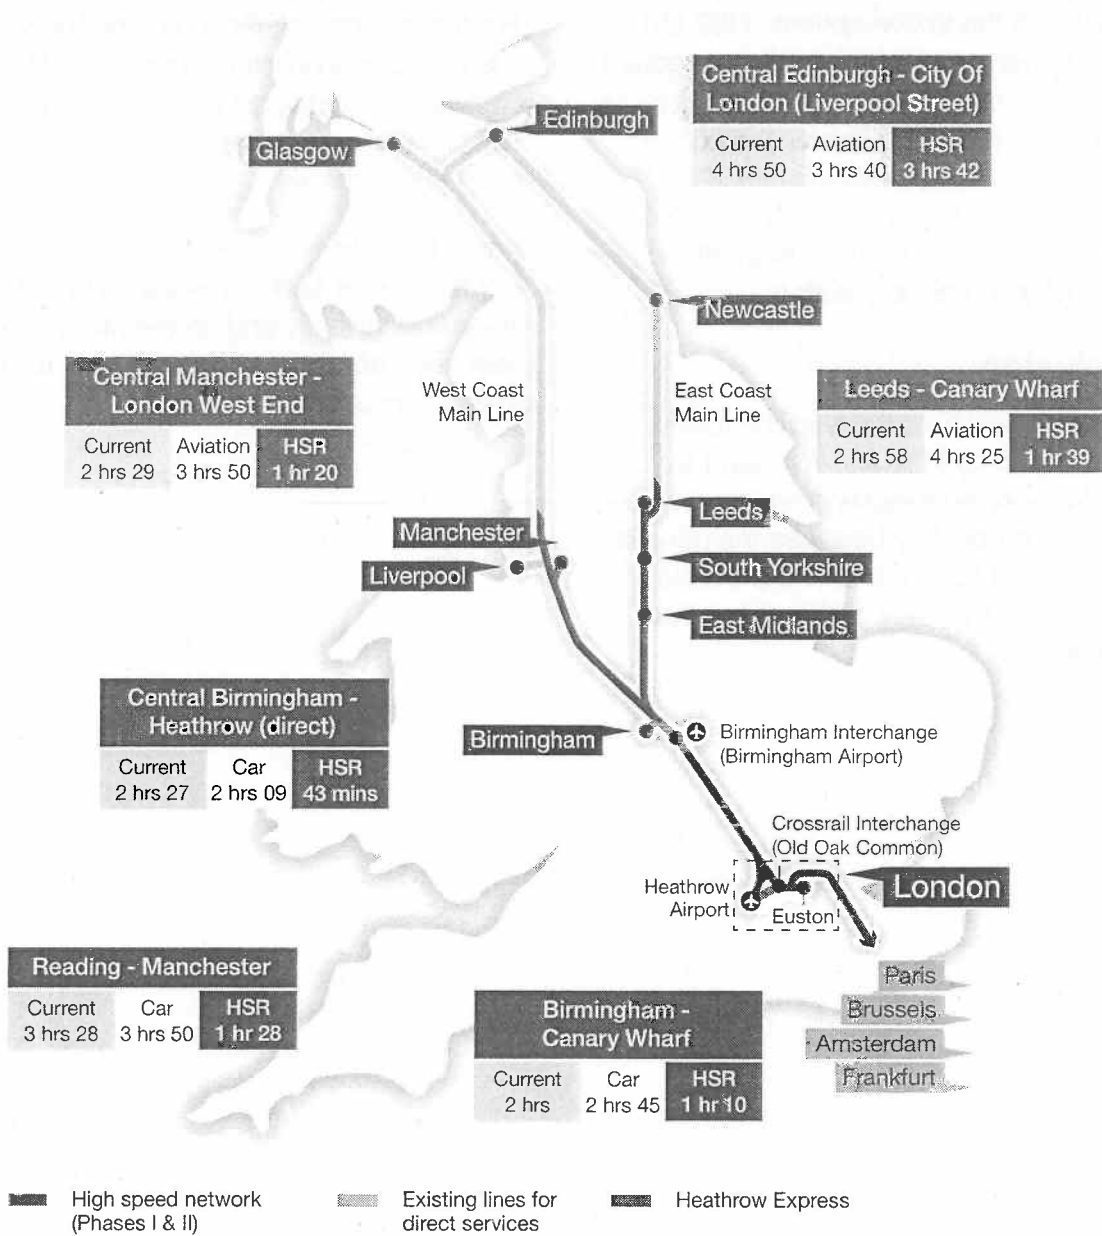 Central Edinburgh - City Of
London (Liverpool Street)
Current Aviation HSR
4 hrs 50 3 hrs 40 3 hrs 42
Edinburgh
Glasgow
Newcastle
Central Manchester -
London West End
Current Aviation HSR
2 hrs 29 3 hrs 50 1 hr 20
West Coast
Main Line
East Coast
Main Line
Leeds - Canary Wharf
Current Aviation HSR
2 hrs 58 4 hrs 25 1 hr 39
Leeds
Manchester
Liverpool
South Yorkshire
East Midlands
Central Birmingham -
Heathrow (direct)
Current Car HSR
2 hrs 27 2 hrs 09 43 mins
Birmingham
Birmingham Interchange
(Birmingham Airport)
Crossrail Interchange
(Old Oak Common)
Heathrow
Airport
Euston
London
Reading - Manchester
Current Car HSR
3 hrs 28 3 hrs 50 1 hr 28
Birmingham -
Canary Wharf
Current Car HSR
2 hrs 2 hrs 45 1 hr 10
Paris
Brussels
Amsterdam
Frankfurt
High speed network
(Phases I & II)
Existing lines for
direct services
Heathrow Express